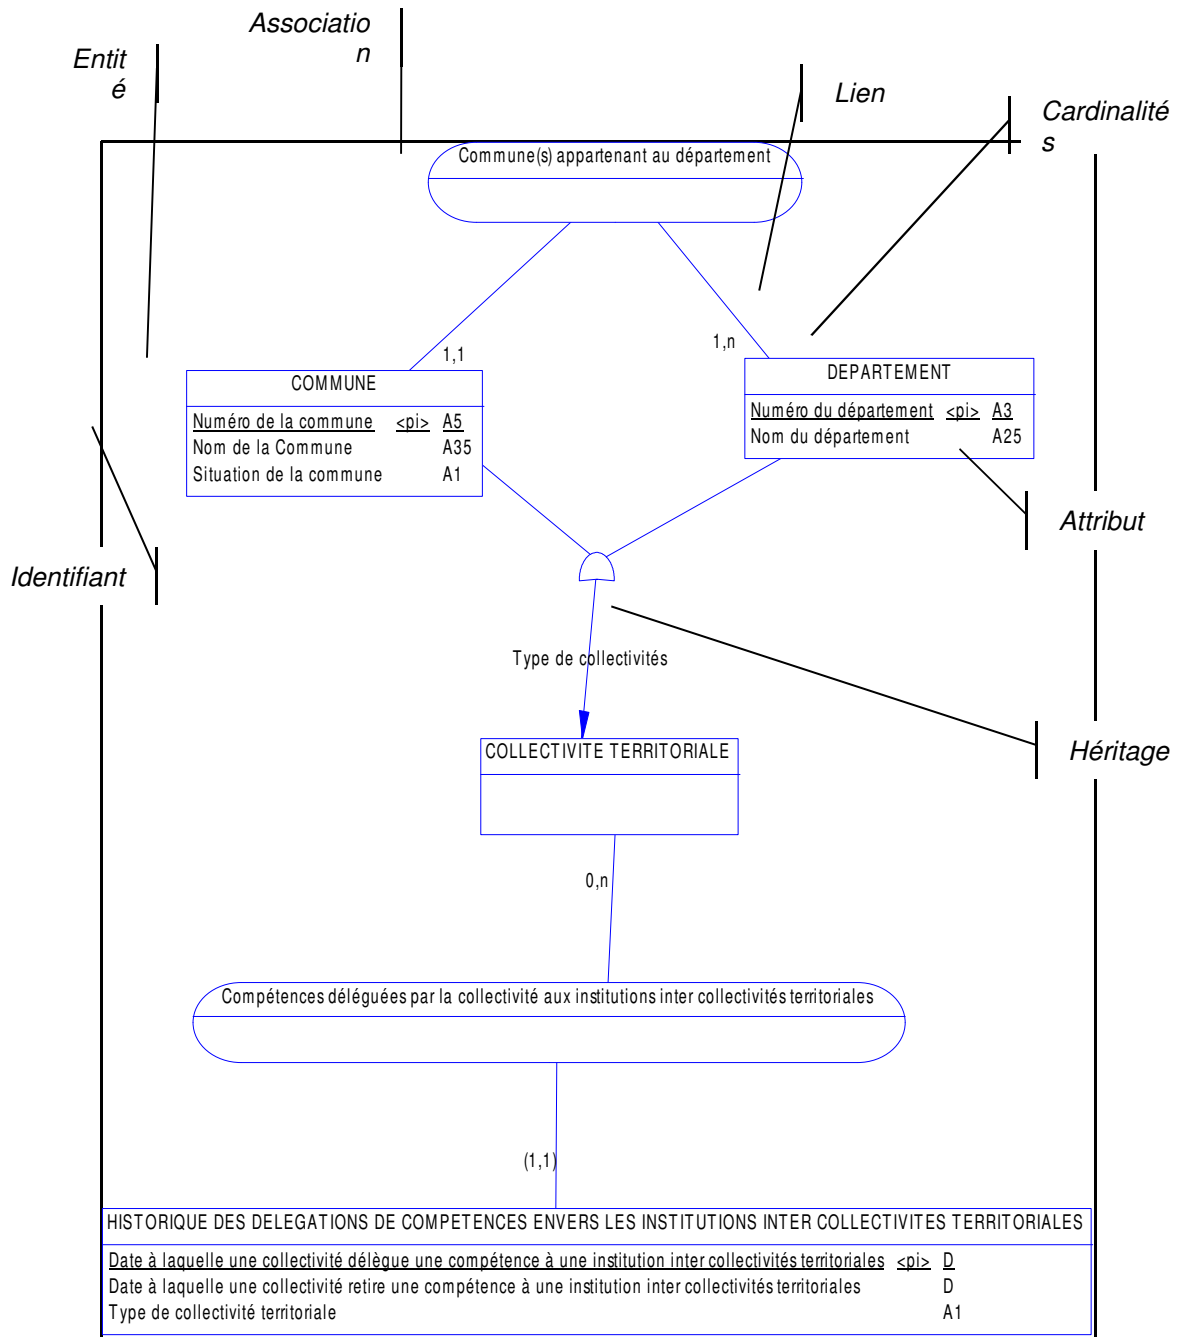 Associatio
n
Entit
é
Lien
Cardinalité
s
Commune(s) appartenant au département
1,1
1,n
COMMUNE
Numéro de la commune <pi> A5
Nom de la Commune A35
Situation de la commune A1
DEPARTEMENT
Numéro du département <pi> A3
Nom du département A25
Attribut
Identifiant
Type de collectivités
Héritage
COLLECTIVITE TERRITORIALE
0,n
Compétences déléguées par la collectivité aux institutions inter collectivités territoriales
(1,1)
HISTORIQUE DES DELEGATIONS DE COMPETENCES ENVERS LES INSTITUTIONS INTER COLLECTIVITES TERRITORIALES
Date à laquelle une collectivité délègue une compétence à une institution inter collectivités territoriales <pi> D
Date à laquelle une collectivité retire une compétence à une institution inter collectivités territoriales D
Type de collectivité territoriale A1